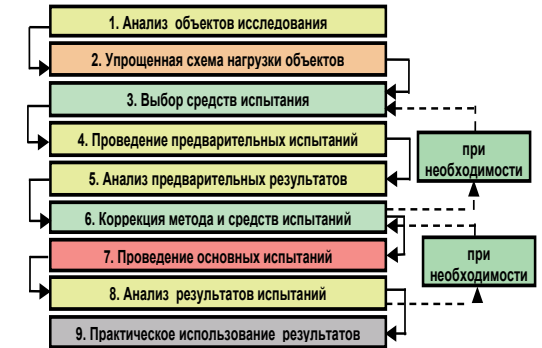 1. Анализ объектов исследования
2. Упрощенная схема нагрузки объектов
3. Выбор средств испытания
4. Проведение предварительных испытаний
при
необходимости
5. Анализ предварительных результатов
6. Коррекция метода и средств испытаний
7. Проведение основных испытаний
при
необходимости
8. Анализ результатов испытаний
9. Практическое использование результатов